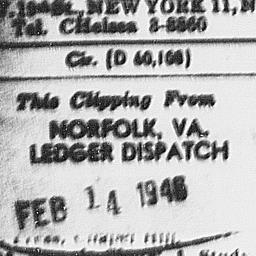 NEW YORK 11, N
Tel. CHelsea 2-8860
Cir. (D 60,168)
This Clipping From
NORFOLK, VA.
LEDGER DISPATCH
FEB 14 1946